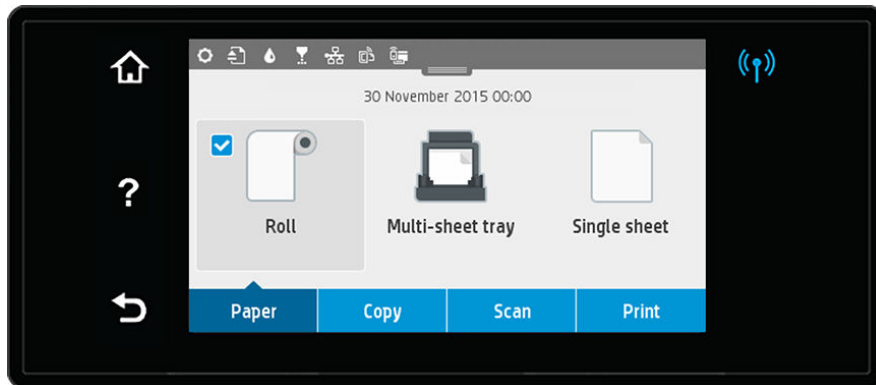 30 November 2015 00:00
Roll
Multi-sheet tray
Single sheet
Paper
Copy
Scan
Print